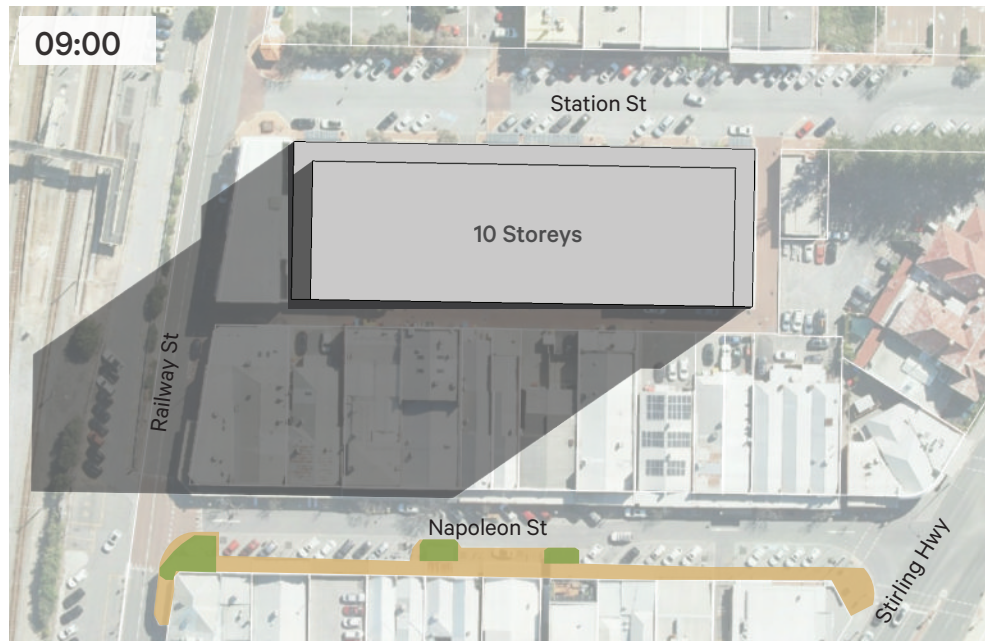 09:00
Station St
10 Storeys
Railway St
Napoleon St
Stirling Hwy